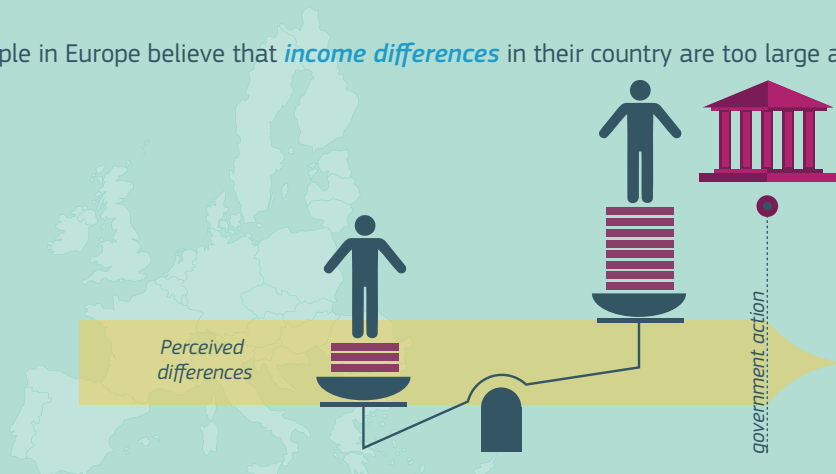 ple in Europe believe that income differences in their country are too large a
Perceived
differences
government action